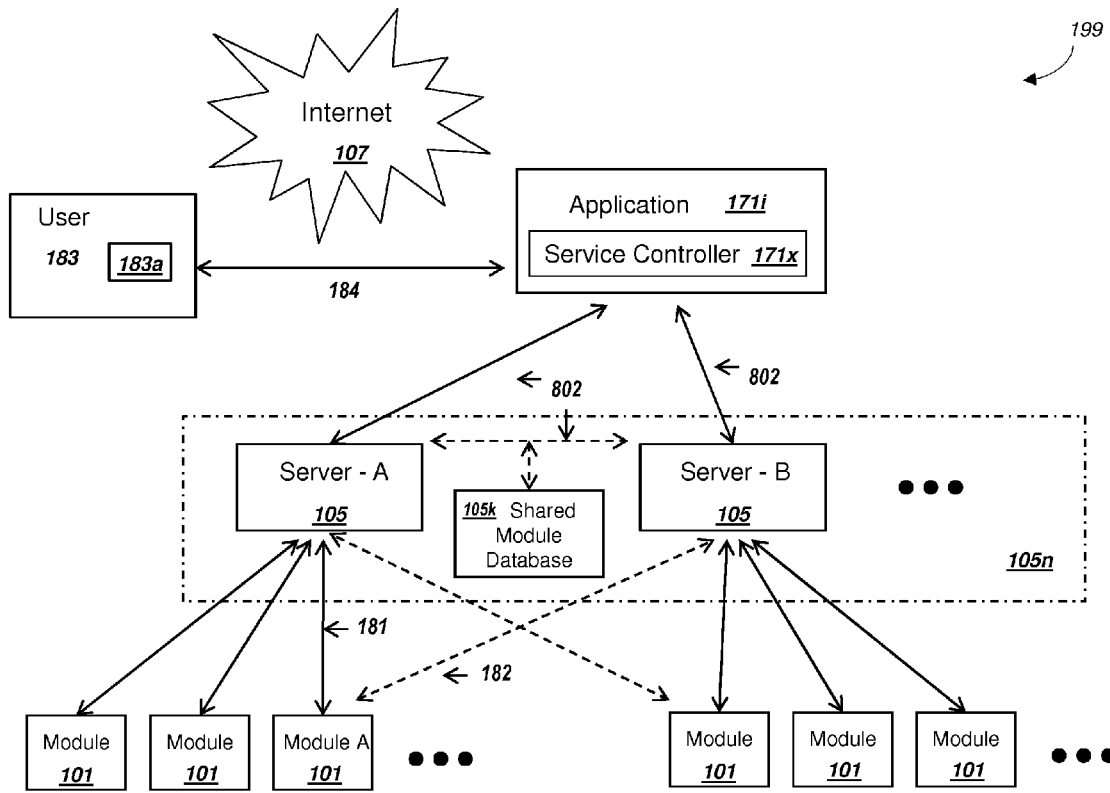 199
Internet
107
User
183 183a
Application 171i
Service Controller 171x
184
802
802
Server - A
105
105k Shared
Module
Database
Server - B
105
105n
181
182
Module
101
Module
101
Module A
101
Module
101
Module
101
Module
101